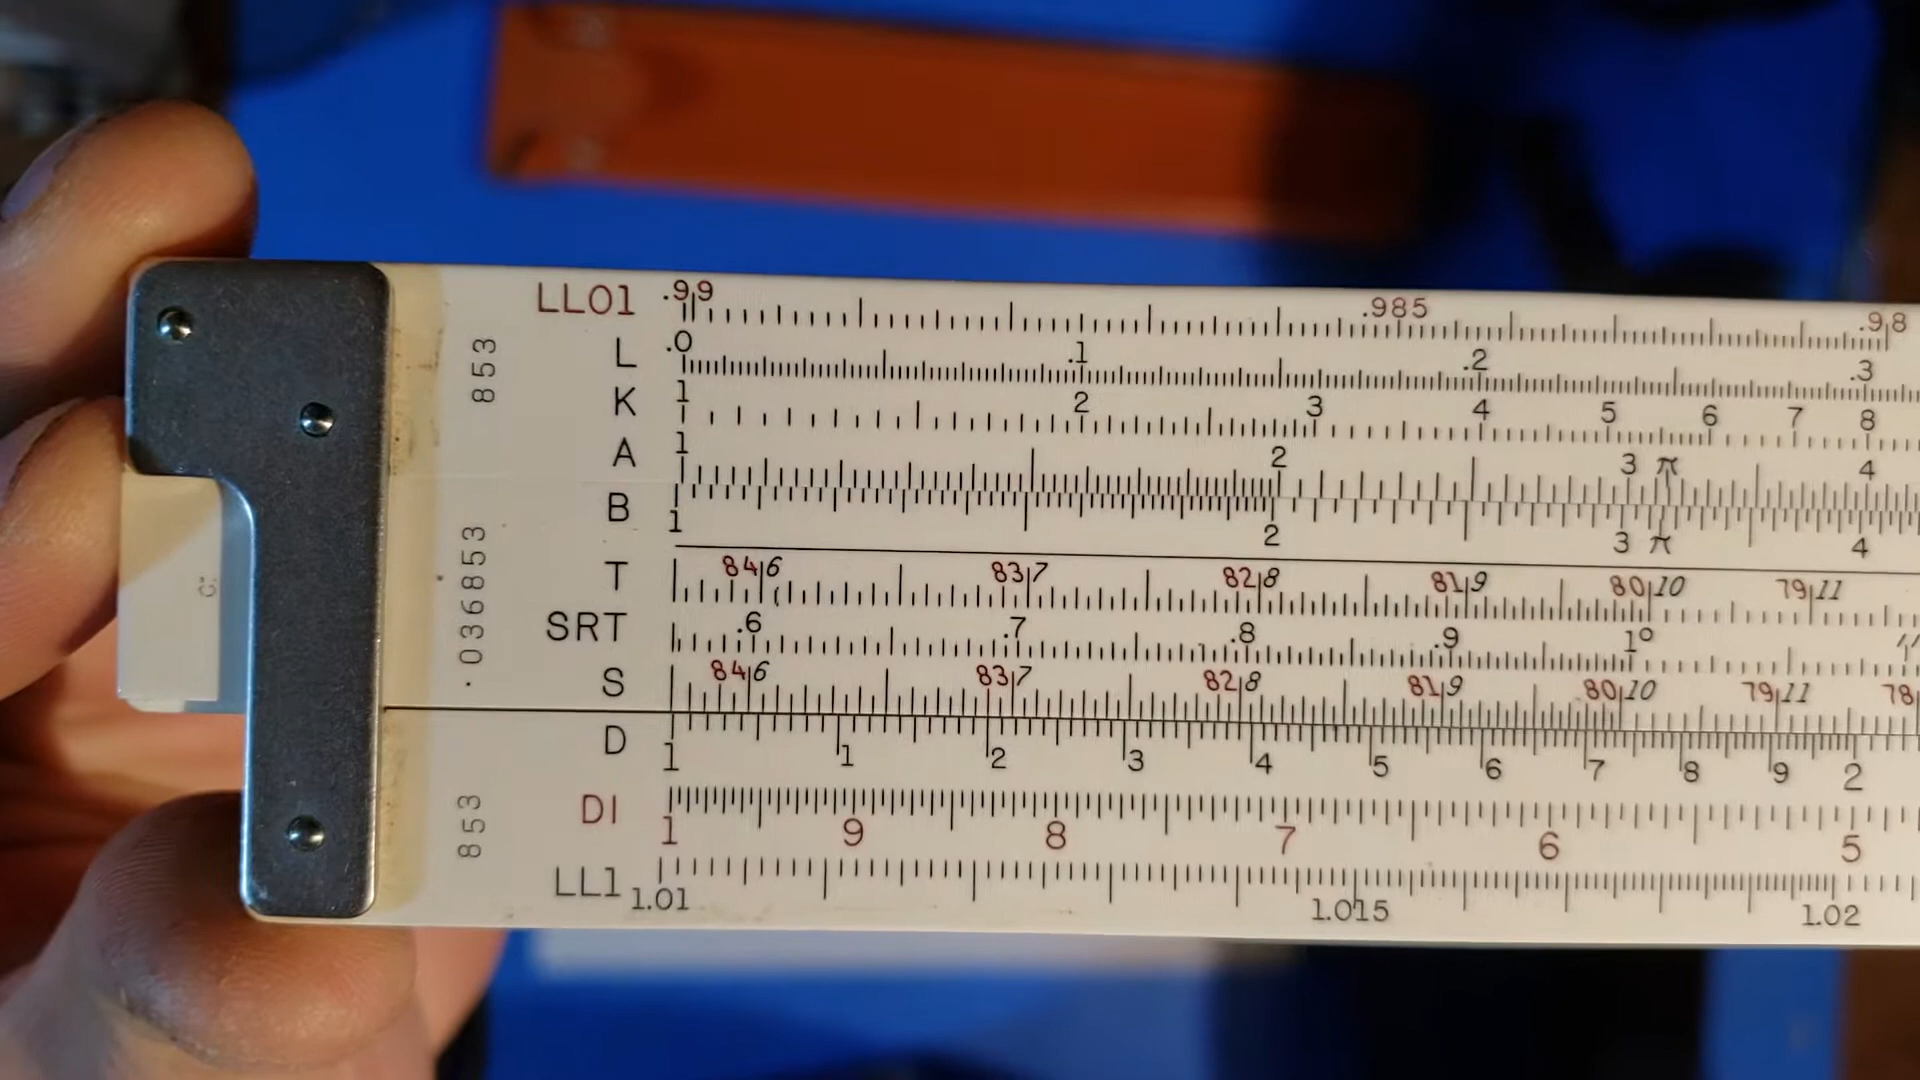 LL01 .99 .985 .98
L .0 .1 .2 .3
K 1 2 3 4 5 6 7 8
A 1 2 3 π 4
B 1 2 3 π 4
T 84 6 83 7 82 8 81 9 80 10 79 11
SRT .6 .7 .8 .9 1°
S 84 6 83 7 82 8 81 9 80 10 79 11 78
D 1 1 2 3 4 5 6 7 8 9 2
DI 1 9 8 7 6 5
LL1 1.01 1.015 1.02
853
.036853
853